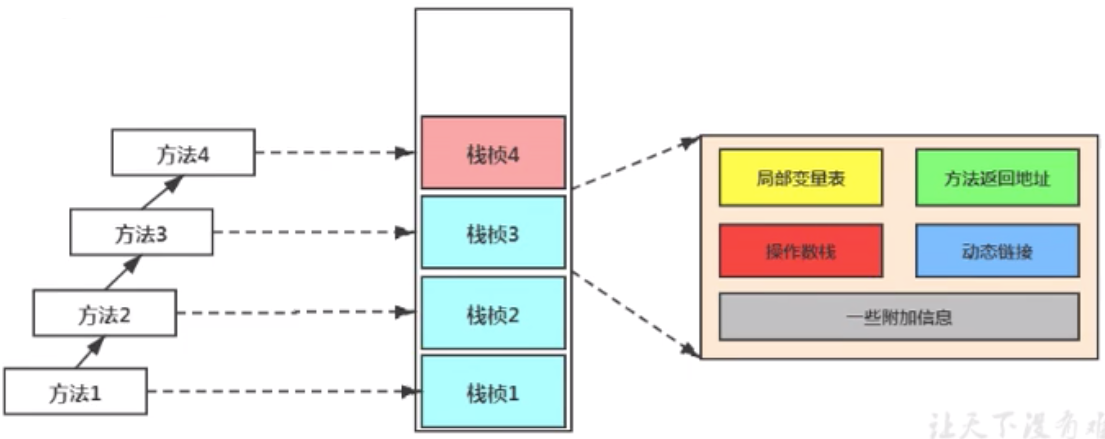 方法4
方法3
方法2
方法1
栈桢4
栈桢3
栈桢2
栈桢1
局部变量表
方法返回地址
操作数栈
动态链接
一些附加信息
让天下没有难